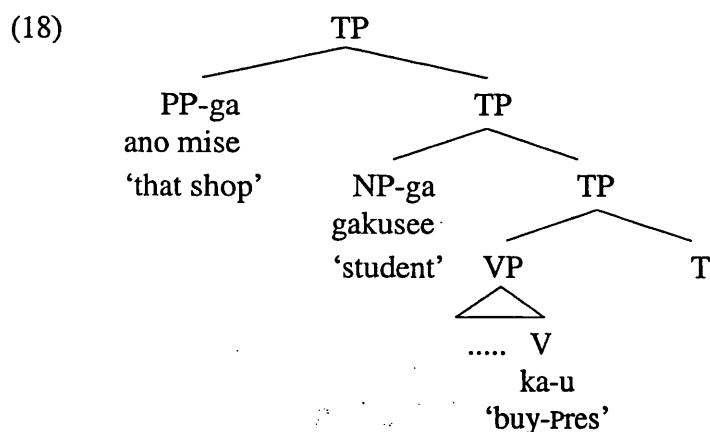 (18) TP
PP-ga TP
ano mise
‘that shop’ NP-ga TP
gakusee
‘student’ VP T
..... V
ka-u
‘buy-Pres’